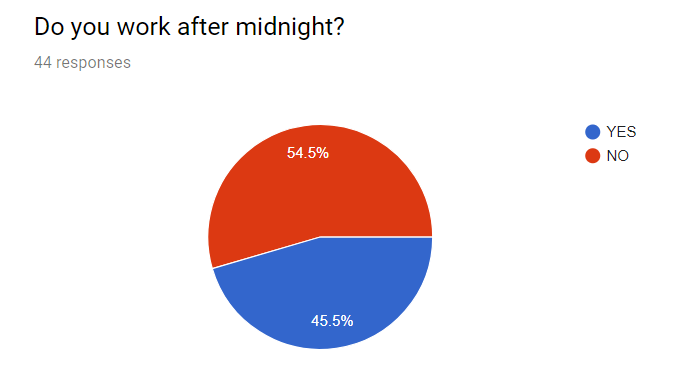 Do you work after midnight?
44 responses
YES
NO
54.5%
45.5%